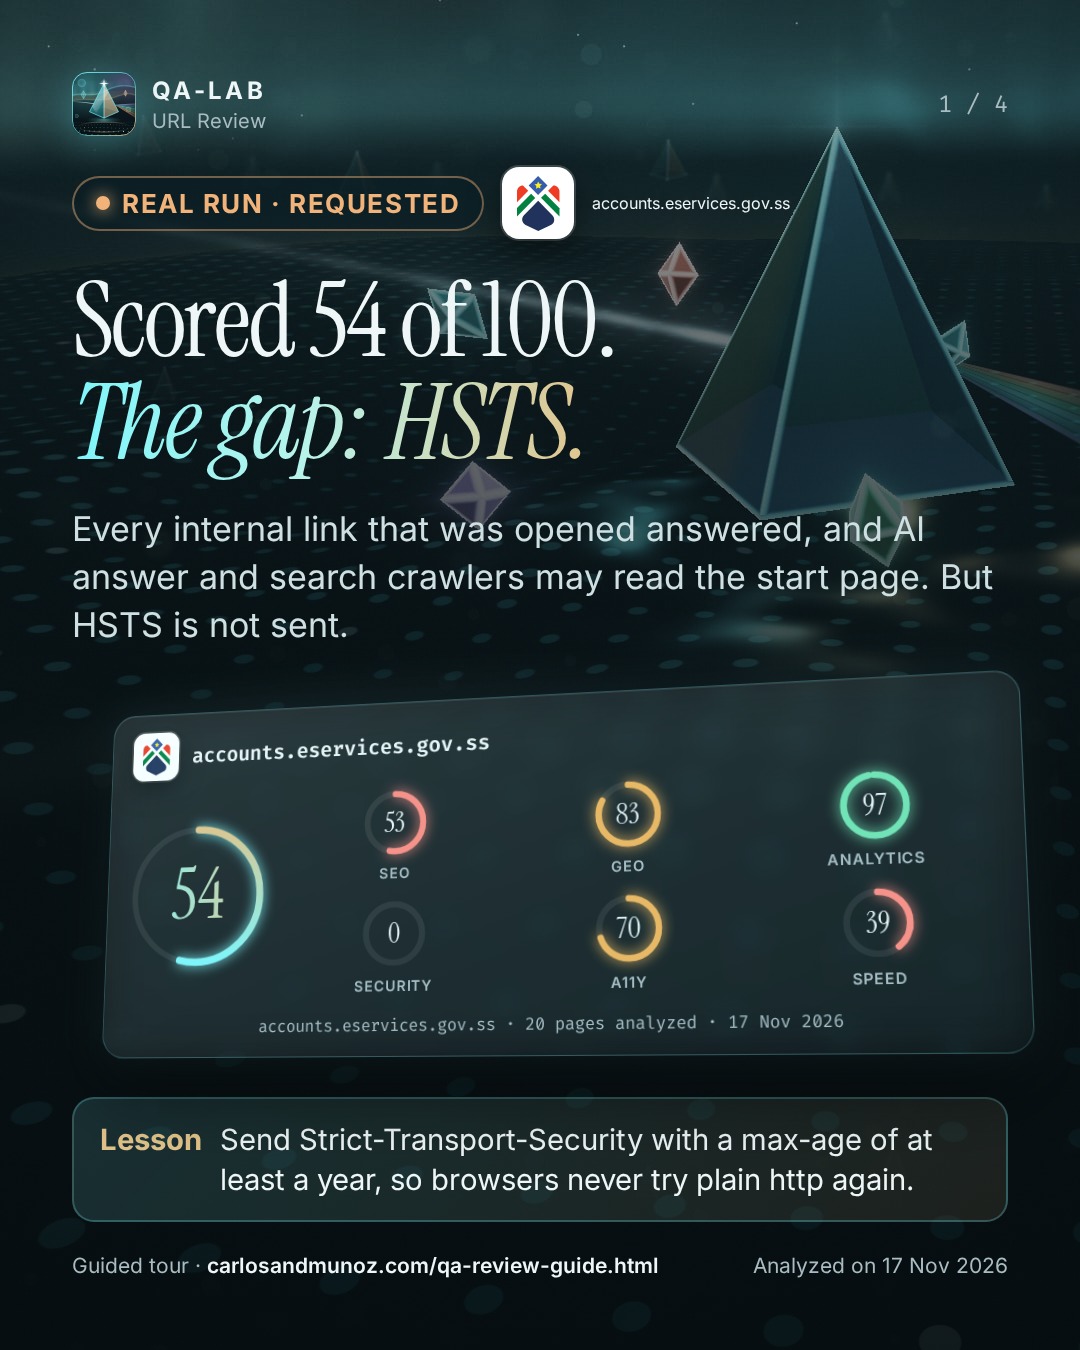 QA-LAB
URL Review
1 / 4
REAL RUN · REQUESTED
accounts.eservices.gov.ss
Scored 54 of 100.
The gap: HSTS.
Every internal link that was opened answered, and AI
answer and search crawlers may read the start page. But
HSTS is not sent.
accounts.eservices.gov.ss
54
53
SEO
83
GEO
97
ANALYTICS
0
SECURITY
70
A11Y
39
SPEED
accounts.eservices.gov.ss · 20 pages analyzed · 17 Nov 2026
Lesson Send Strict-Transport-Security with a max-age of at
least a year, so browsers never try plain http again.
Guided tour · carlosandmunoz.com/qa-review-guide.html
Analyzed on 17 Nov 2026